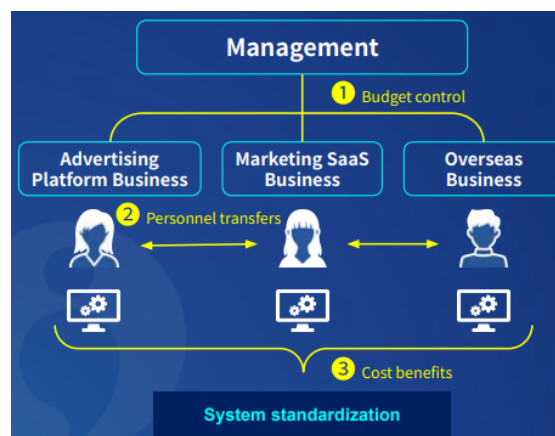 Management
1 Budget control
Advertising
Platform Business
Marketing SaaS
Business
Overseas
Business
2 Personnel transfers
3 Cost benefits
System standardization